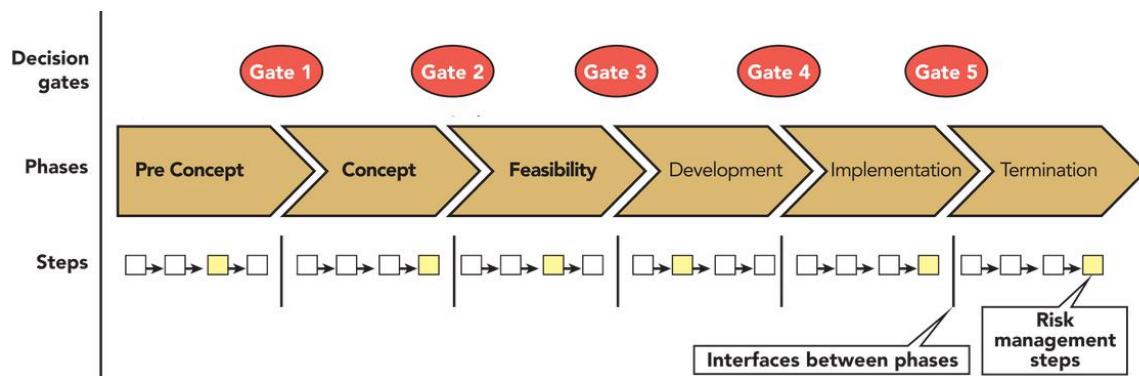 Decision
gates
Gate 1
Gate 2
Gate 3
Gate 4
Gate 5
Phases
Pre Concept
Concept
Feasibility
Development
Implementation
Termination
Steps
Interfaces between phases
Risk
management
steps